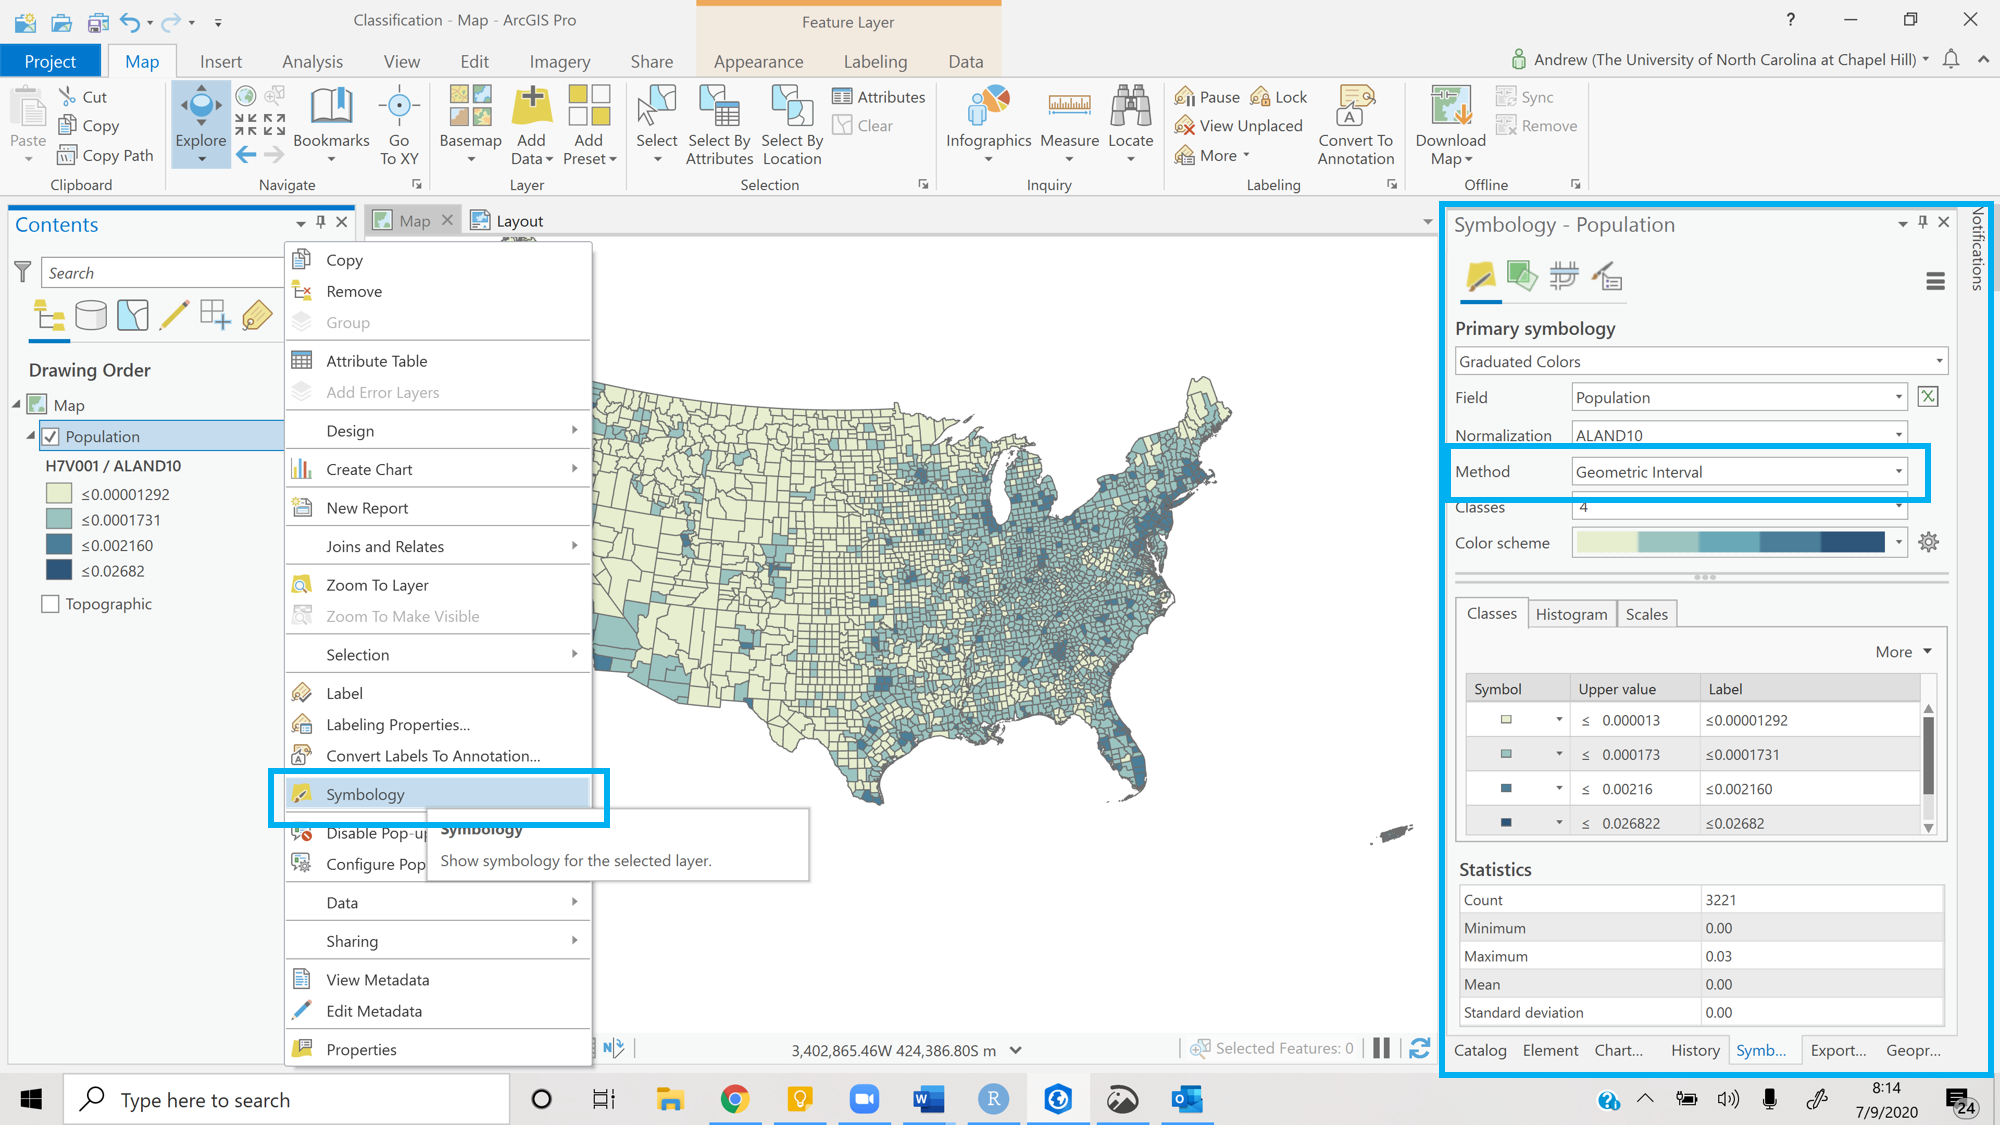 Classification - Map - ArcGIS Pro
Feature Layer
?
Project
Map
Insert
Analysis
View
Edit
Imagery
Share
Appearance
Labeling
Data
Andrew (The University of North Carolina at Chapel Hill)
Paste
Cut
Copy
Copy Path
Clipboard
Explore
Bookmarks
Go
To XY
Navigate
Basemap
Add
Data
Add
Preset
Layer
Select
Select By
Attributes
Select By
Location
Attributes
Clear
Selection
Infographics
Measure
Locate
Inquiry
Pause
Lock
View Unplaced
More
Convert To
Annotation
Labeling
Download
Map
Sync
Remove
Offline
Contents
Search
Drawing Order
Map
Population
H7V001 / ALAND10
≤0.00001292
≤0.0001731
≤0.002160
≤0.02682
Topographic
Map
Layout
Copy
Remove
Group
Attribute Table
Add Error Layers
Design
Create Chart
New Report
Joins and Relates
Zoom To Layer
Zoom To Make Visible
Selection
Label
Labeling Properties...
Convert Labels To Annotation...
Symbology
Disable Pop-up
Configure Pop
Symbology
Show symbology for the selected layer.
Data
Sharing
View Metadata
Edit Metadata
Properties
3,402,865.46W 424,386.80S m
Selected Features: 0
Symbology - Population
Notifications
Primary symbology
Graduated Colors
Field
Population
Normalization
ALAND10
Method
Geometric Interval
Classes
4
Color scheme
Classes
Histogram
Scales
More
Symbol
Upper value
Label
≤ 0.000013
≤0.00001292
≤ 0.000173
≤0.0001731
≤ 0.00216
≤0.002160
≤ 0.026822
≤0.02682
Statistics
Count
3221
Minimum
0.00
Maximum
0.03
Mean
0.00
Standard deviation
0.00
Catalog
Element
Chart...
History
Symb...
Export...
Geopr...
Type here to search
8:14
7/9/2020
24